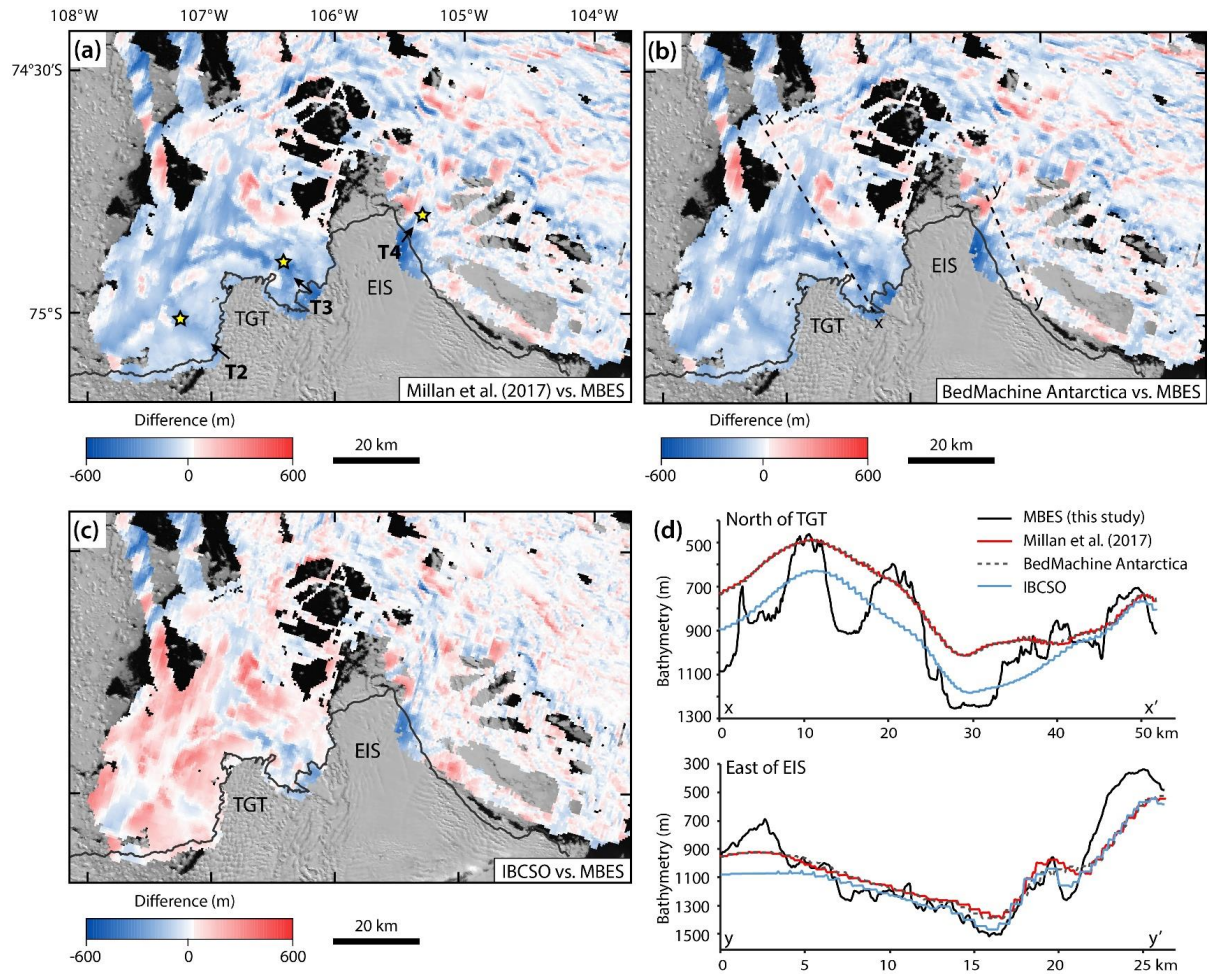 108°W 107°W 106°W 105°W 104°W
(a)
74°30'S
75°S
T4
T3
T2
TGT
EIS
Millan et al. (2017) vs. MBES
Difference (m)
-600 0 600
20 km
(b)
x'
y'
EIS
y
TGT
x
BedMachine Antarctica vs. MBES
Difference (m)
-600 0 600
20 km
(c)
EIS
TGT
IBCSO vs. MBES
Difference (m)
-600 0 600
20 km
(d)
North of TGT
MBES (this study)
Millan et al. (2017)
BedMachine Antarctica
IBCSO
Bathymetry (m)
500
700
900
1100
1300
x x'
0 10 20 30 40 50 km
East of EIS
Bathymetry (m)
300
600
900
1100
1300
1500
y y'
0 5 10 15 20 25 km